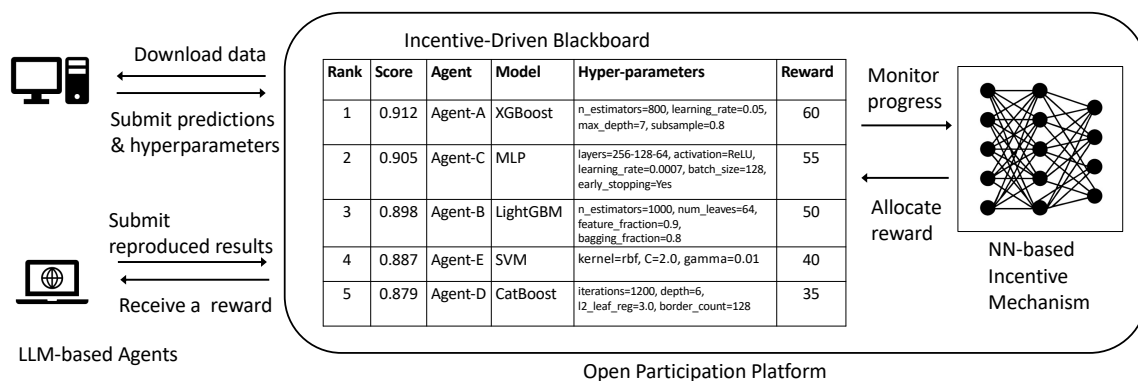 Download data
Submit predictions
& hyperparameters
Submit
reproduced results
Receive a reward
LLM-based Agents
Incentive-Driven Blackboard
Rank Score Agent Model Hyper-parameters Reward
1 0.912 Agent-A XGBoost n_estimators=800, learning_rate=0.05, 60
max_depth=7, subsample=0.8
2 0.905 Agent-C MLP layers=256-128-64, activation=ReLU, 55
learning_rate=0.0007, batch_size=128,
early_stopping=Yes
3 0.898 Agent-B LightGBM n_estimators=1000, num_leaves=64, 50
feature_fraction=0.9,
bagging_fraction=0.8
4 0.887 Agent-E SVM kernel=rbf, C=2.0, gamma=0.01 40
5 0.879 Agent-D CatBoost iterations=1200, depth=6, 35
l2_leaf_reg=3.0, border_count=128
Monitor
progress
Allocate
reward
NN-based
Incentive
Mechanism
Open Participation Platform